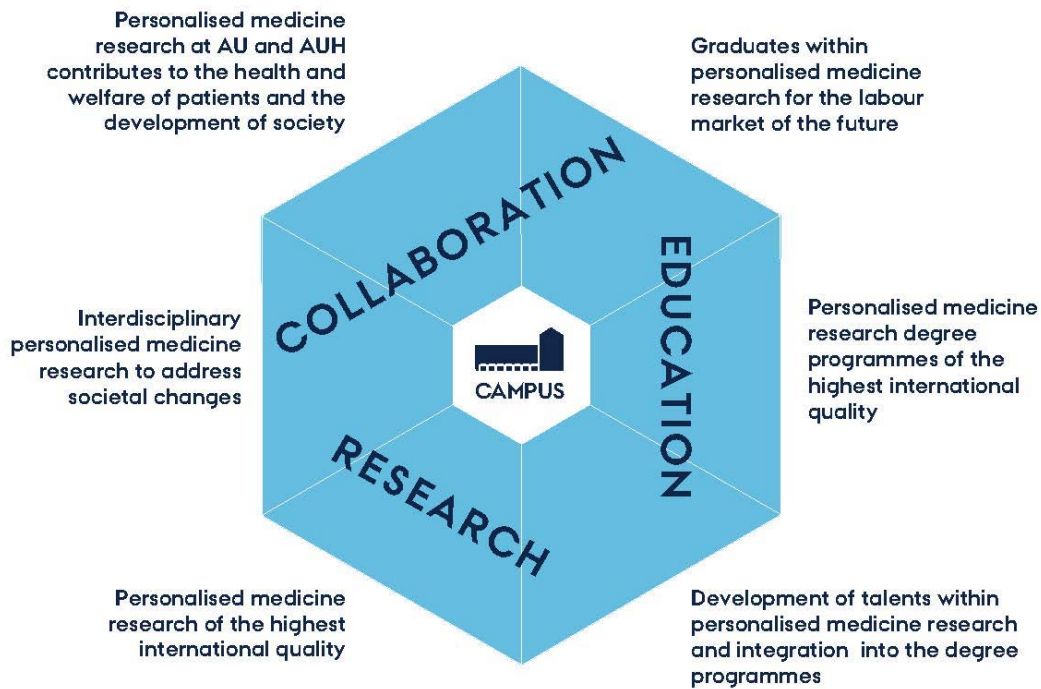 Personalised medicine
research at AU and AUH
contributes to the health and
welfare of patients and the
development of society
Graduates within
personalised medicine
research for the labour
market of the future
COLLABORATION
EDUCATION
Interdisciplinary
personalised medicine
research to address
societal changes
CAMPUS
Personalised medicine
research degree
programmes of the
highest international
quality
RESEARCH
Personalised medicine
research of the highest
international quality
Development of talents within
personalised medicine research
and integration into the degree
programmes